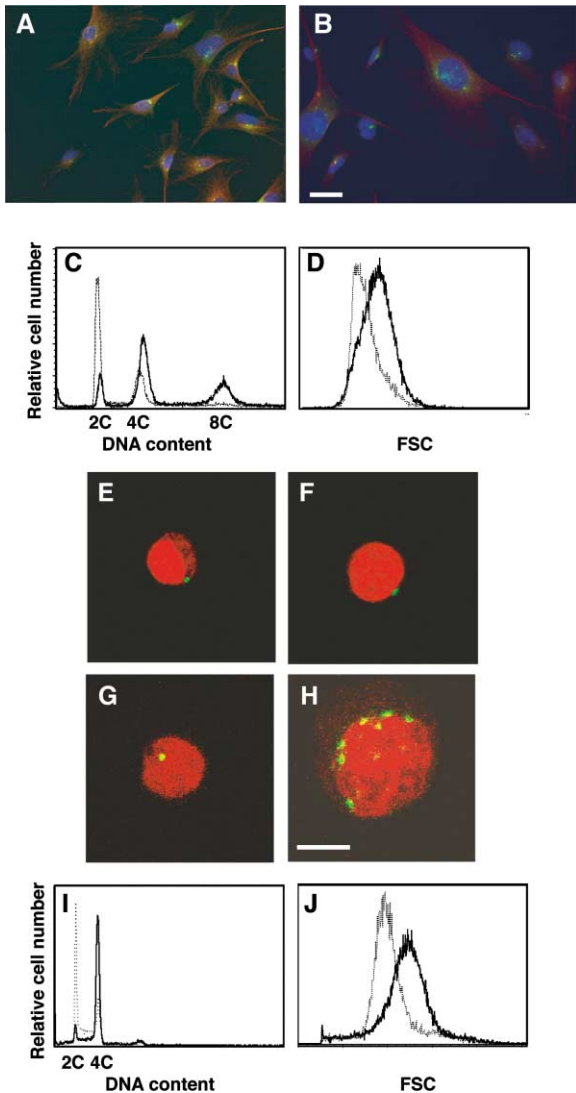 A
B
C
D
Relative cell number
2C 4C 8C
DNA content
FSC
E
F
G
H
I
J
Relative cell number
2C 4C
DNA content
FSC